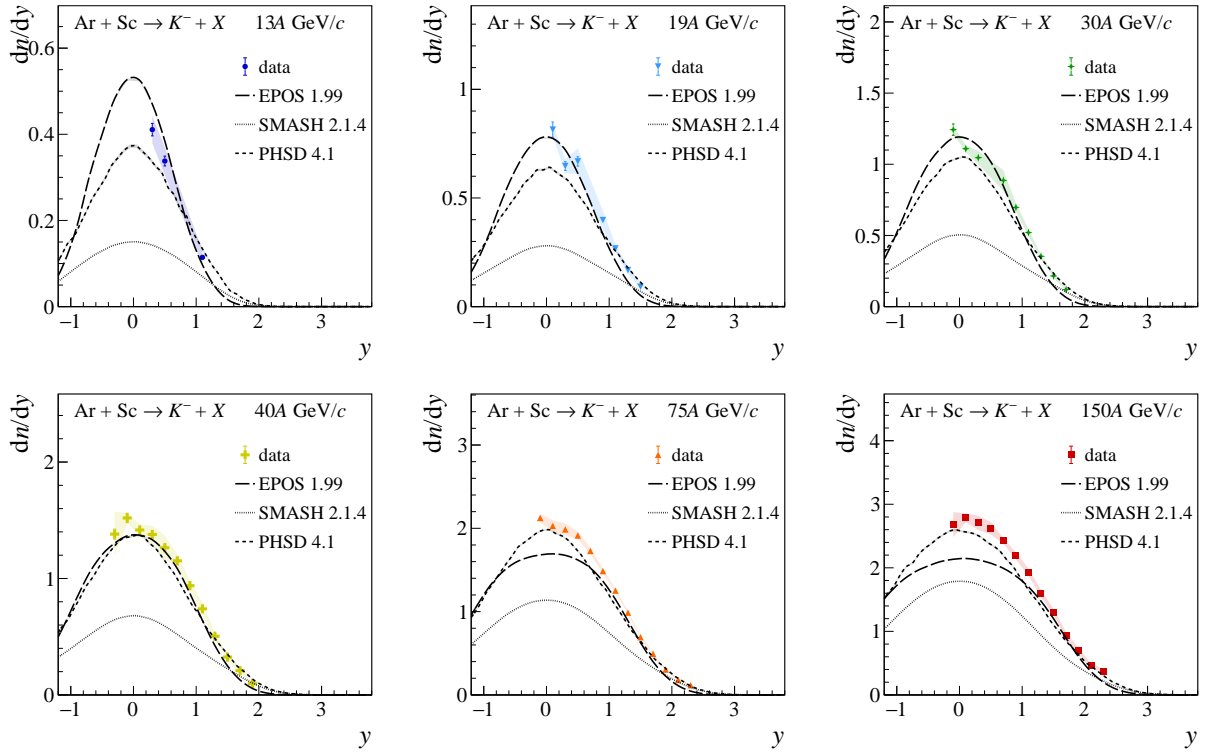 Ar + Sc → K⁻ + X 13A GeV/c
data
EPOS 1.99
SMASH 2.1.4
PHSD 4.1
dn/dy
0.6
0.4
0.2
0
−1 0 1 2 3
y
Ar + Sc → K⁻ + X 19A GeV/c
data
EPOS 1.99
SMASH 2.1.4
PHSD 4.1
dn/dy
1
0.5
0
−1 0 1 2 3
y
Ar + Sc → K⁻ + X 30A GeV/c
data
EPOS 1.99
SMASH 2.1.4
PHSD 4.1
dn/dy
2
1.5
1
0.5
0
−1 0 1 2 3
y
Ar + Sc → K⁻ + X 40A GeV/c
data
EPOS 1.99
SMASH 2.1.4
PHSD 4.1
dn/dy
2
1
0
−1 0 1 2 3
y
Ar + Sc → K⁻ + X 75A GeV/c
data
EPOS 1.99
SMASH 2.1.4
PHSD 4.1
dn/dy
3
2
1
0
−1 0 1 2 3
y
Ar + Sc → K⁻ + X 150A GeV/c
data
EPOS 1.99
SMASH 2.1.4
PHSD 4.1
dn/dy
4
3
2
1
0
−1 0 1 2 3
y